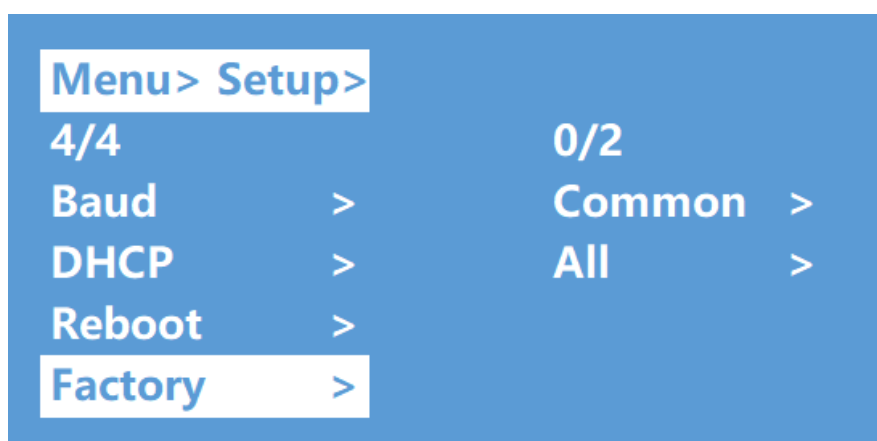 Menu> Setup>
4/4 0/2
Baud > Common >
DHCP > All >
Reboot >
Factory >